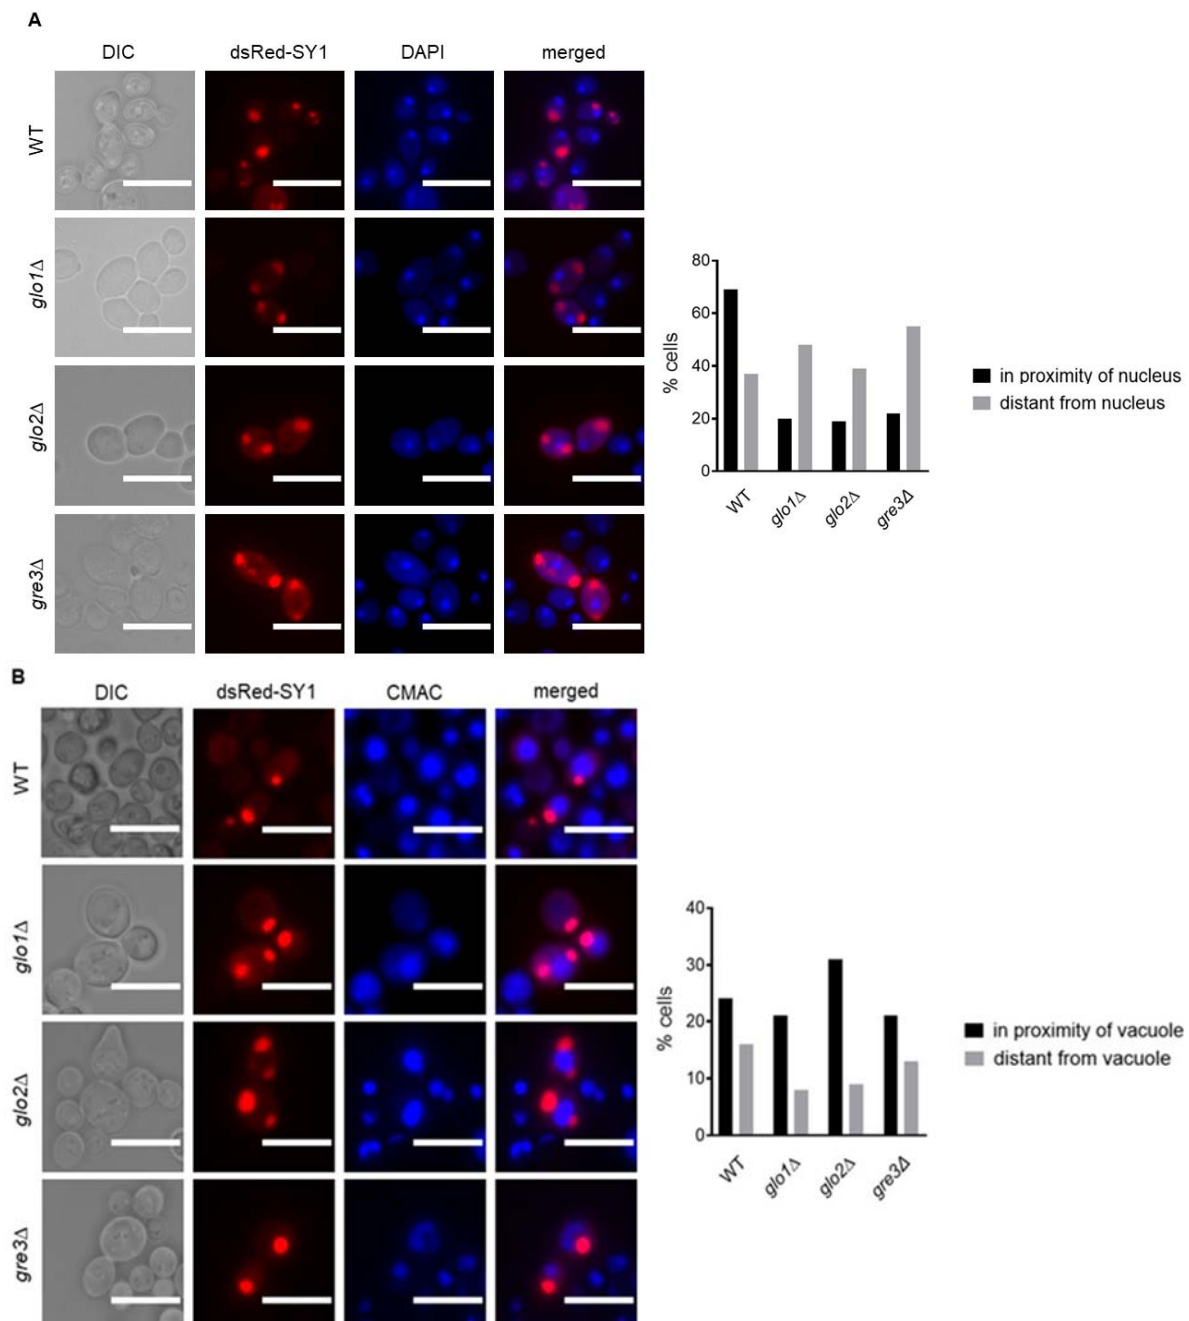 A
DIC dsRed-SY1 DAPI merged
WT
glo1Δ
glo2Δ
gre3Δ
80
60
40
20
0
% cells
WT glo1Δ glo2Δ gre3Δ
in proximity of nucleus
distant from nucleus
B
DIC dsRed-SY1 CMAC merged
WT
glo1Δ
glo2Δ
gre3Δ
40
30
20
10
0
% cells
WT glo1Δ glo2Δ gre3Δ
in proximity of vacuole
distant from vacuole